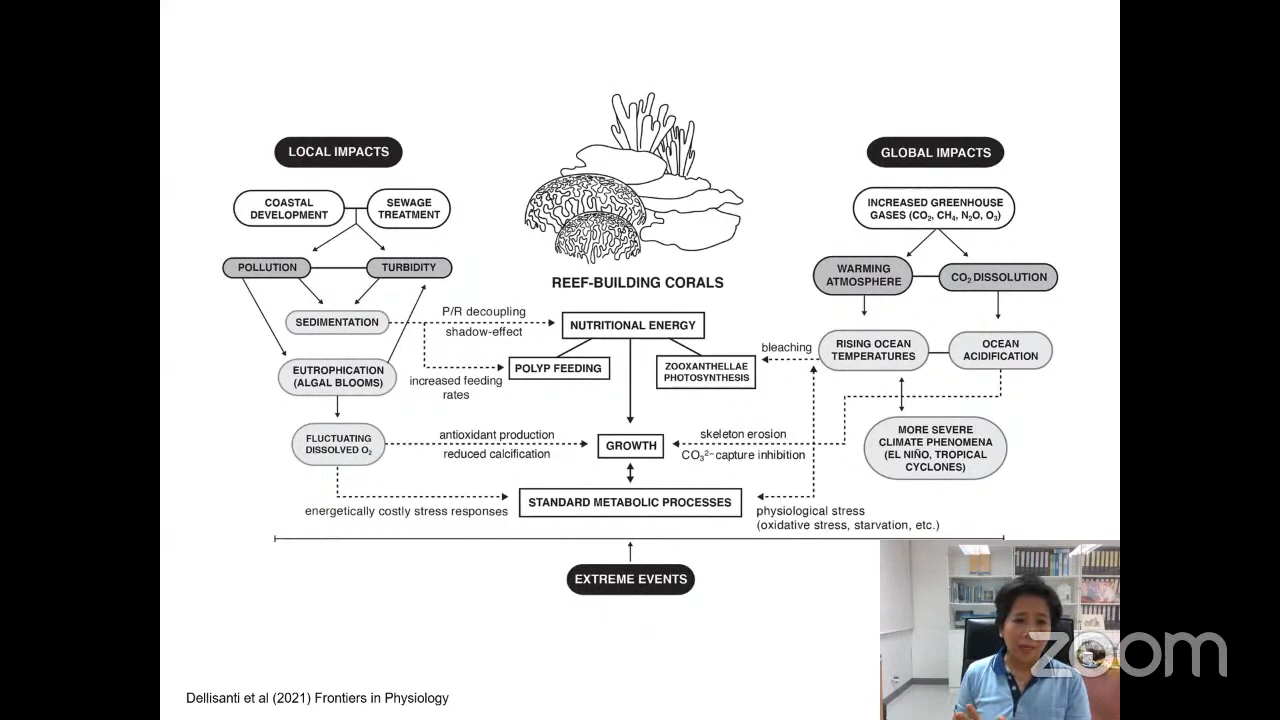 LOCAL IMPACTS
COASTAL
DEVELOPMENT
SEWAGE
TREATMENT
POLLUTION
TURBIDITY
SEDIMENTATION
EUTROPHICATION
(ALGAL BLOOMS)
FLUCTUATING
DISSOLVED O₂
P/R decoupling
shadow-effect
increased feeding
rates
antioxidant production
reduced calcification
energetically costly stress responses
REEF-BUILDING CORALS
NUTRITIONAL ENERGY
POLYP FEEDING
ZOOXANTHELLAE
PHOTOSYNTHESIS
GROWTH
STANDARD METABOLIC PROCESSES
EXTREME EVENTS
GLOBAL IMPACTS
INCREASED GREENHOUSE
GASES (CO₂, CH₄, N₂O, O₃)
WARMING
ATMOSPHERE
CO₂ DISSOLUTION
bleaching
RISING OCEAN
TEMPERATURES
OCEAN
ACIDIFICATION
skeleton erosion
CO₃²⁻ capture inhibition
MORE SEVERE
CLIMATE PHENOMENA
(EL NIÑO, TROPICAL
CYCLONES)
physiological stress
(oxidative stress, starvation, etc.)
zoom
Dellisanti et al (2021) Frontiers in Physiology